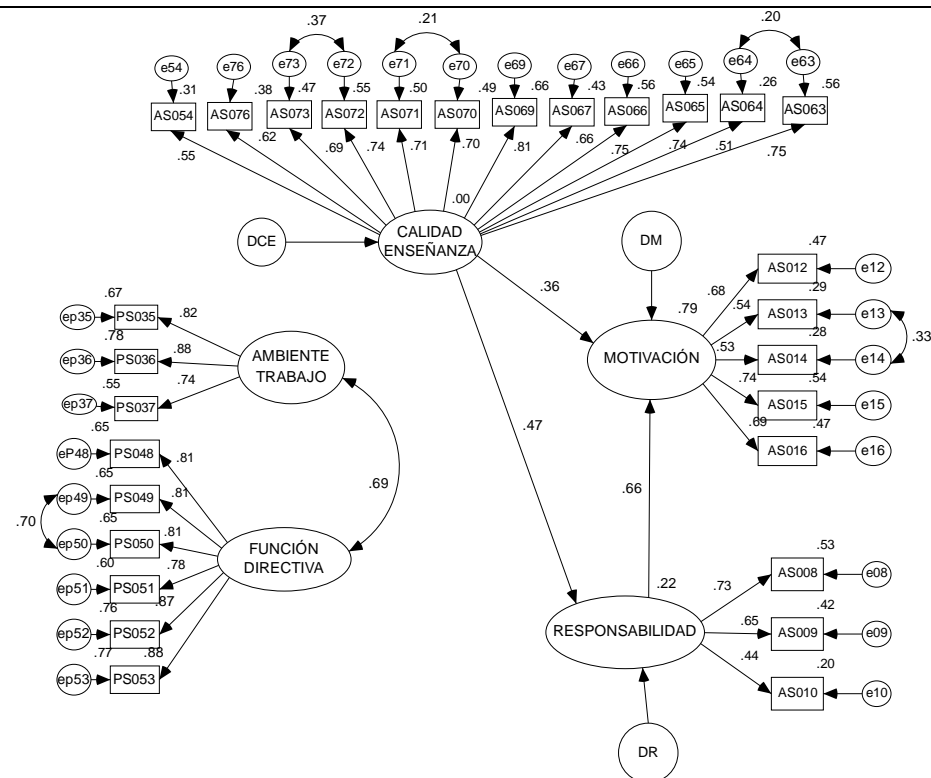 .37
.21
.20
e54 e76 e73 e72 e71 e70 e69 e67 e66 e65 e64 e63
.31 .38 .47 .55 .50 .49 .66 .43 .56 .54 .26 .56
AS054 AS076 AS073 AS072 AS071 AS070 AS069 AS067 AS066 AS065 AS064 AS063
.55 .62 .69 .74 .71 .70 .81 .66 .75 .74 .51 .75
.00
DCE
CALIDAD
ENSEÑANZA
DM
.36
.47
.79
MOTIVACIÓN
.47
.68 AS012 e12
.29
.54 AS013 e13
.33
.28
.53 AS014 e14
.54
.74 AS015 e15
.47
.69 AS016 e16
.67
ep35 PS035 .82
.78
ep36 PS036 .88
.55
ep37 PS037 .74
AMBIENTE
TRABAJO
.69
.65
eP48 PS048 .81
.65
ep49 PS049 .81
.70
.65
ep50 PS050 .81
.60
ep51 PS051 .78
.76
ep52 PS052 .87
.77
ep53 PS053 .88
FUNCIÓN
DIRECTIVA
.66
.22
RESPONSABILIDAD
.53
.73 AS008 e08
.42
.65 AS009 e09
.20
.44 AS010 e10
DR